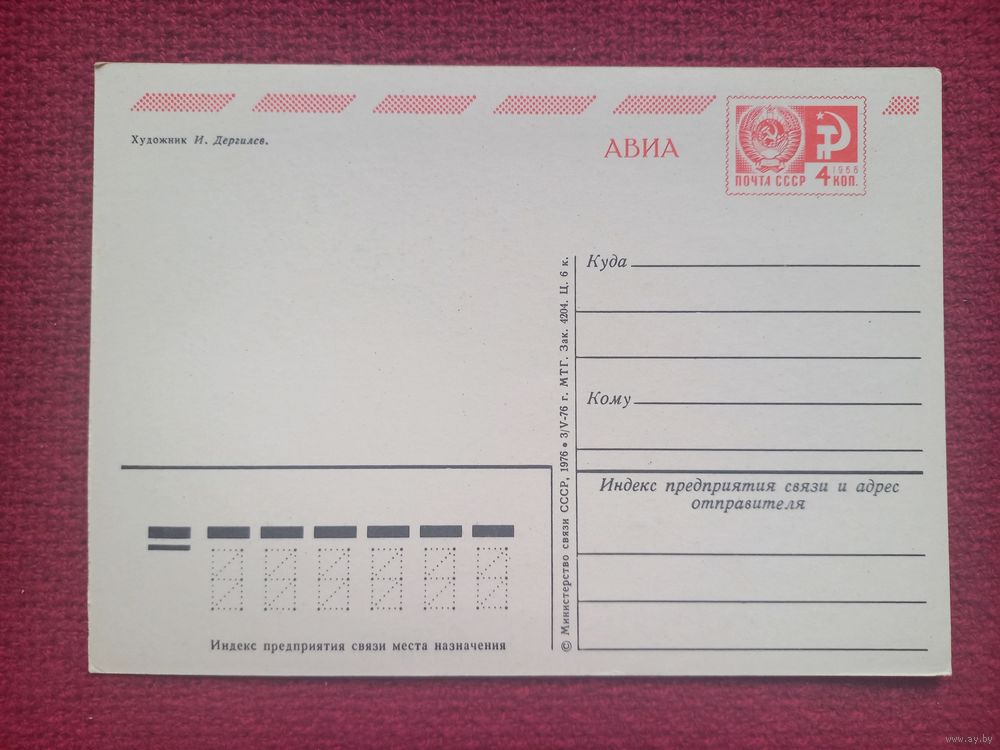 Художник И. Дергилев.
АВИА
ПОЧТА СССР
1966
4 КОП.
Куда
Кому
Индекс предприятия связи и адрес
отправителя
© Министерство связи СССР, 1976 • 3/V-76 г. МТГ. Зак. 4204. Ц. 6 к.
Индекс предприятия связи места назначения
www.ay.by